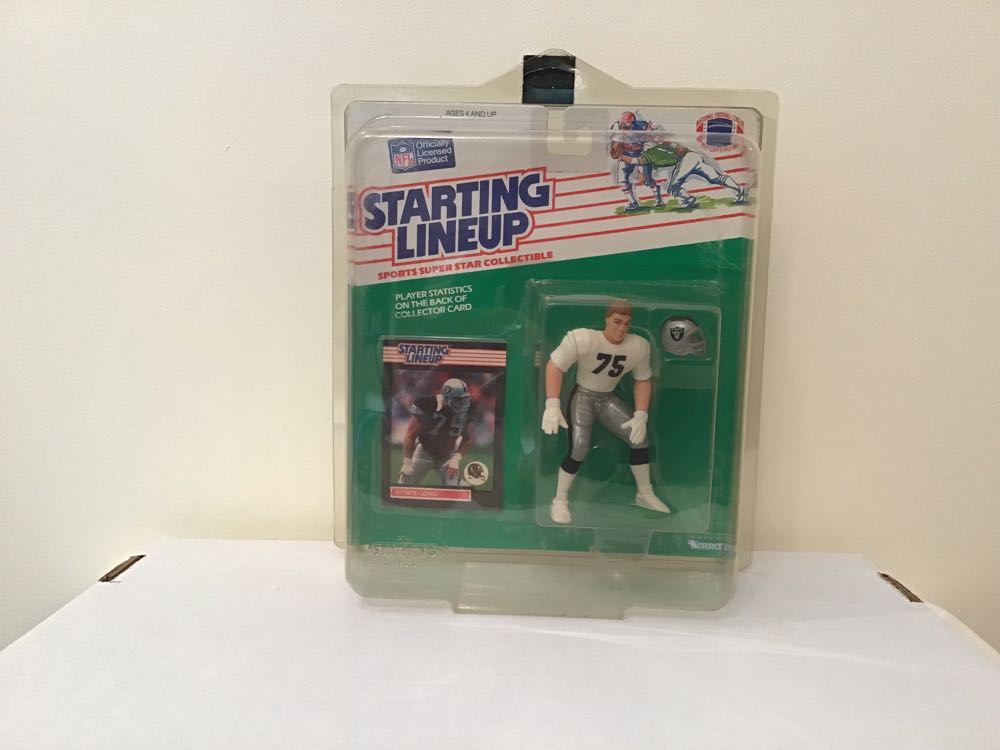 AGES 4 AND UP
NFL
Officially
Licensed
Product
STARTING
LINEUP
SPORTS SUPER STAR COLLECTIBLE
PLAYER STATISTICS
ON THE BACK OF
COLLECTOR CARD
STARTING
LINEUP
75
75
Kenner